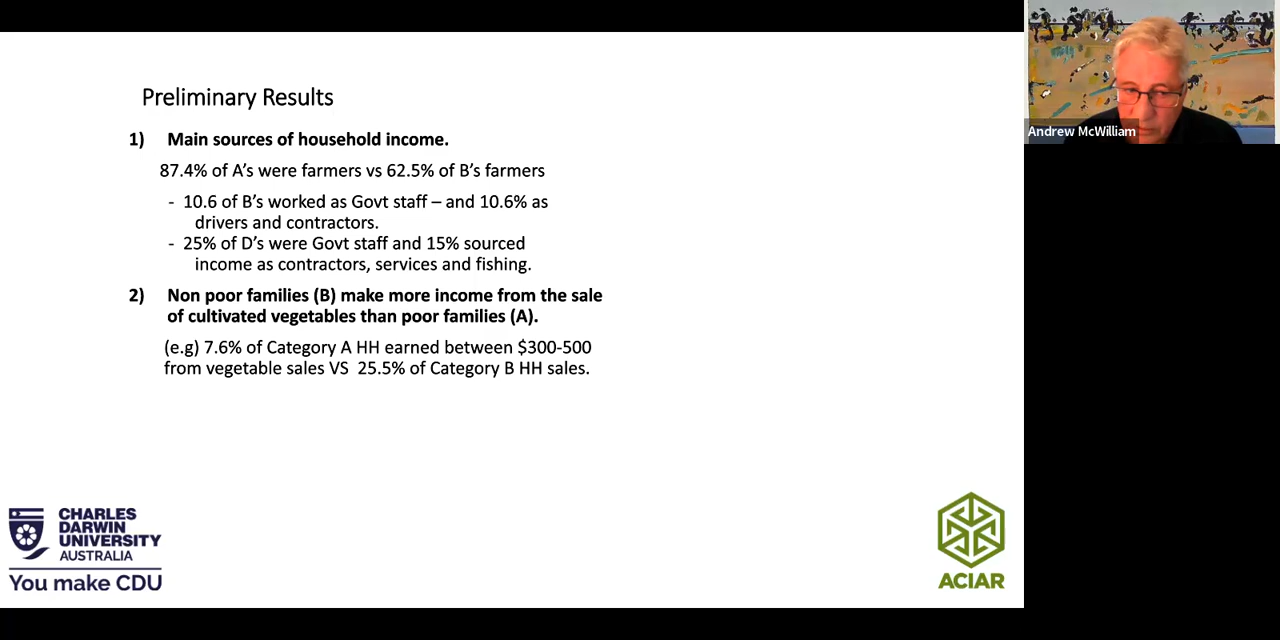 Preliminary Results
1) Main sources of household income.
87.4% of A's were farmers vs 62.5% of B's farmers
- 10.6 of B's worked as Govt staff – and 10.6% as
drivers and contractors.
- 25% of D's were Govt staff and 15% sourced
income as contractors, services and fishing.
2) Non poor families (B) make more income from the sale
of cultivated vegetables than poor families (A).
(e.g) 7.6% of Category A HH earned between $300-500
from vegetable sales VS 25.5% of Category B HH sales.
CHARLES
DARWIN
UNIVERSITY
AUSTRALIA
You make CDU
ACIAR
Andrew McWilliam